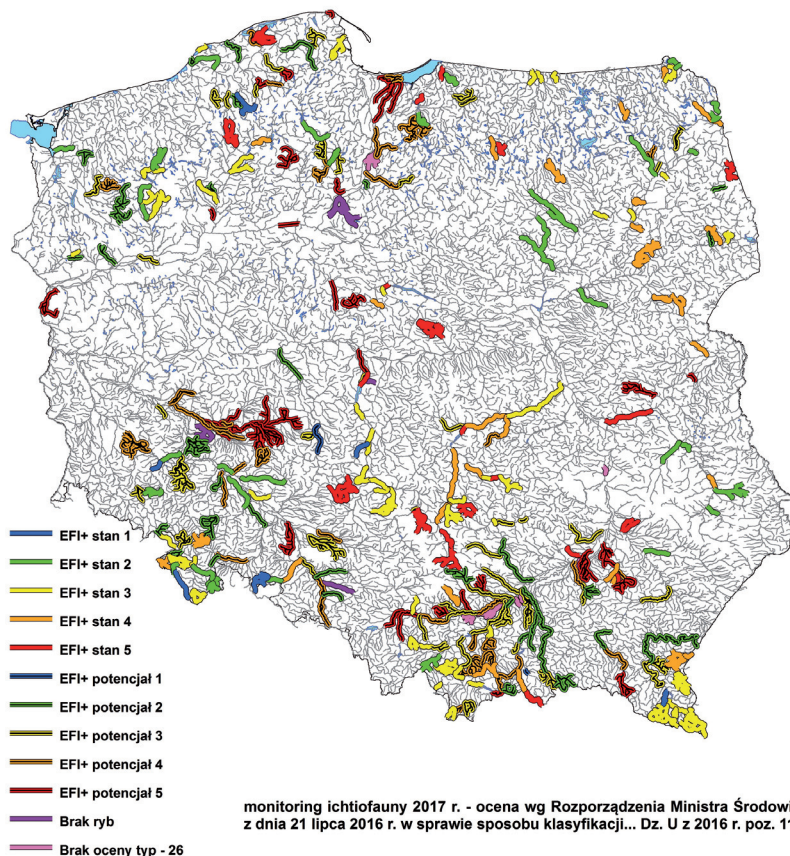 EFI+ stan 1
EFI+ stan 2
EFI+ stan 3
EFI+ stan 4
EFI+ stan 5
EFI+ potencjał 1
EFI+ potencjał 2
EFI+ potencjał 3
EFI+ potencjał 4
EFI+ potencjał 5
Brak ryb
Brak oceny typ - 26
monitoring ichtiofauny 2017 r. - ocena wg Rozporządzenia Ministra
z dnia 21 lipca 2016 r. w sprawie sposobu klasyfikacji... Dz. U z 2016 r. poz.